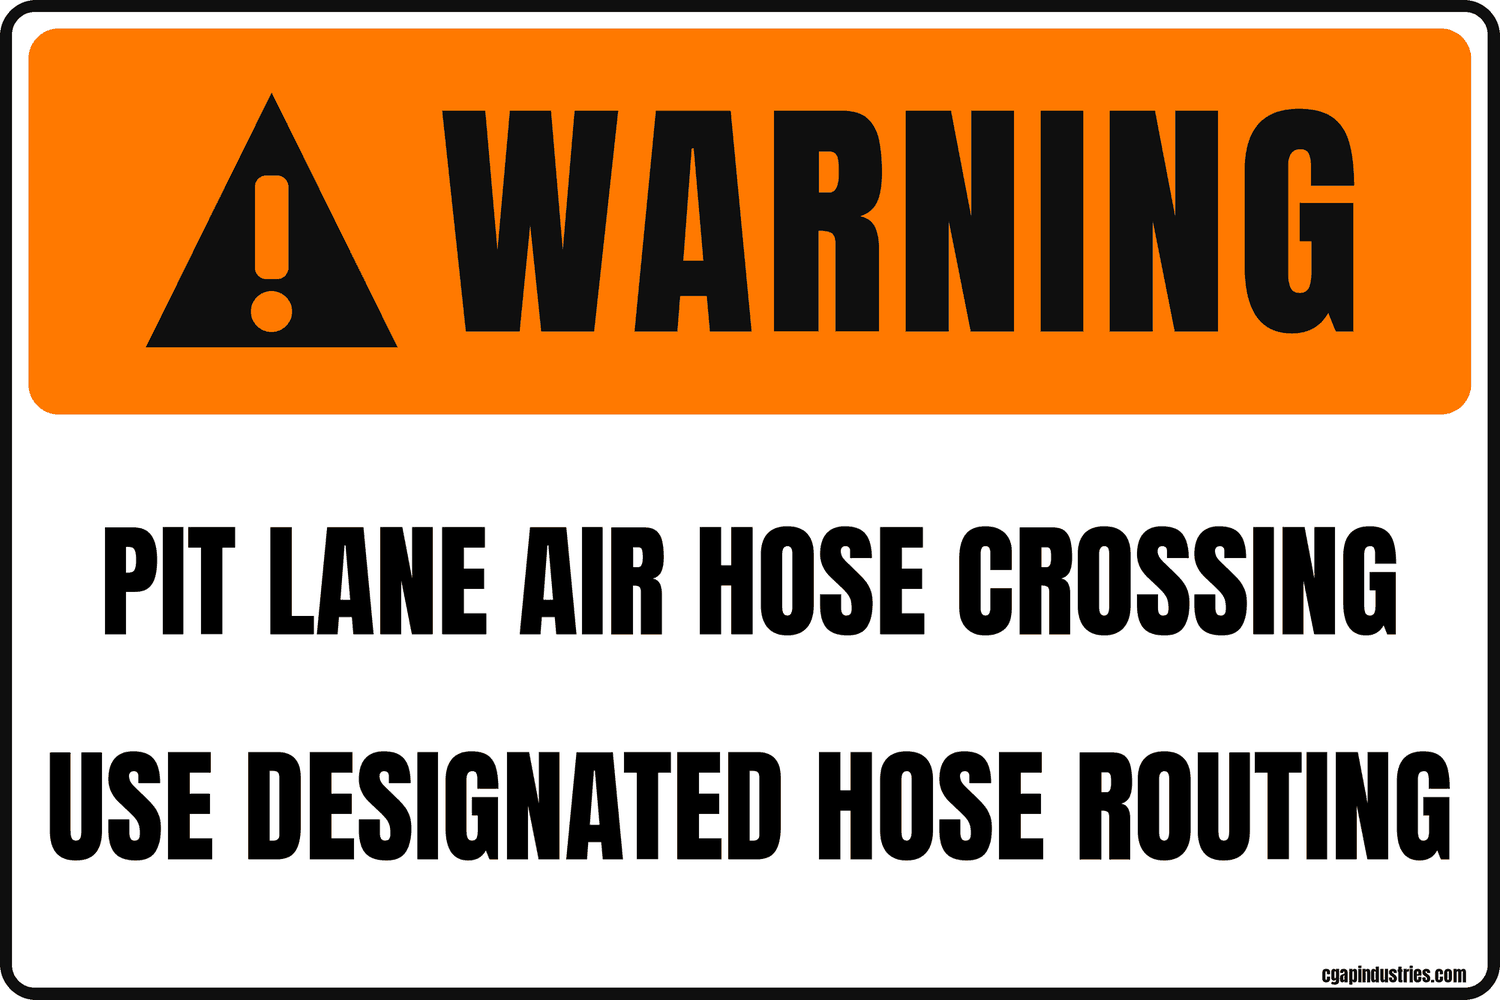 WARNING
PIT LANE AIR HOSE CROSSING
USE DESIGNATED HOSE ROUTING
cgapindustries.com